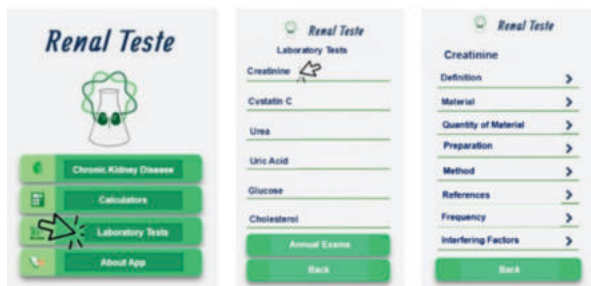 Renal Teste
Chronic Kidney Disease
Calculators
Laboratory Tests
About App
Renal Teste
Laboratory Tests
Creatinine
Cystatin C
Urea
Uric Acid
Glucose
Cholesterol
Annual Exams
Back
Renal Teste
Creatinine
Definition
Material
Quantity of Material
Preparation
Method
References
Frequency
Interfering Factors
Back